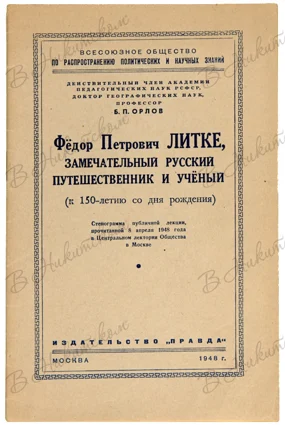 ВСЕСОЮЗНОЕ ОБЩЕСТВО
ПО РАСПРОСТРАНЕНИЮ ПОЛИТИЧЕСКИХ И НАУЧНЫХ ЗНАНИЙ
ДЕЙСТВИТЕЛЬНЫЙ ЧЛЕН АКАДЕМИИ
ПЕДАГОГИЧЕСКИХ НАУК РСФСР,
ДОКТОР ГЕОГРАФИЧЕСКИХ НАУК,
ПРОФЕССОР
Б. П. ОРЛОВ
Фёдор Петрович ЛИТКЕ,
ЗАМЕЧАТЕЛЬНЫЙ РУССКИЙ
ПУТЕШЕСТВЕННИК И УЧЁНЫЙ
(к 150-летию со дня рождения)
Стенограмма публичной лекции,
прочитанной 8 апреля 1948 года
в Центральном лектории Общества
в Москве
ИЗДАТЕЛЬСТВО „ПРАВДА“
МОСКВА 1948 г.
В Никитском